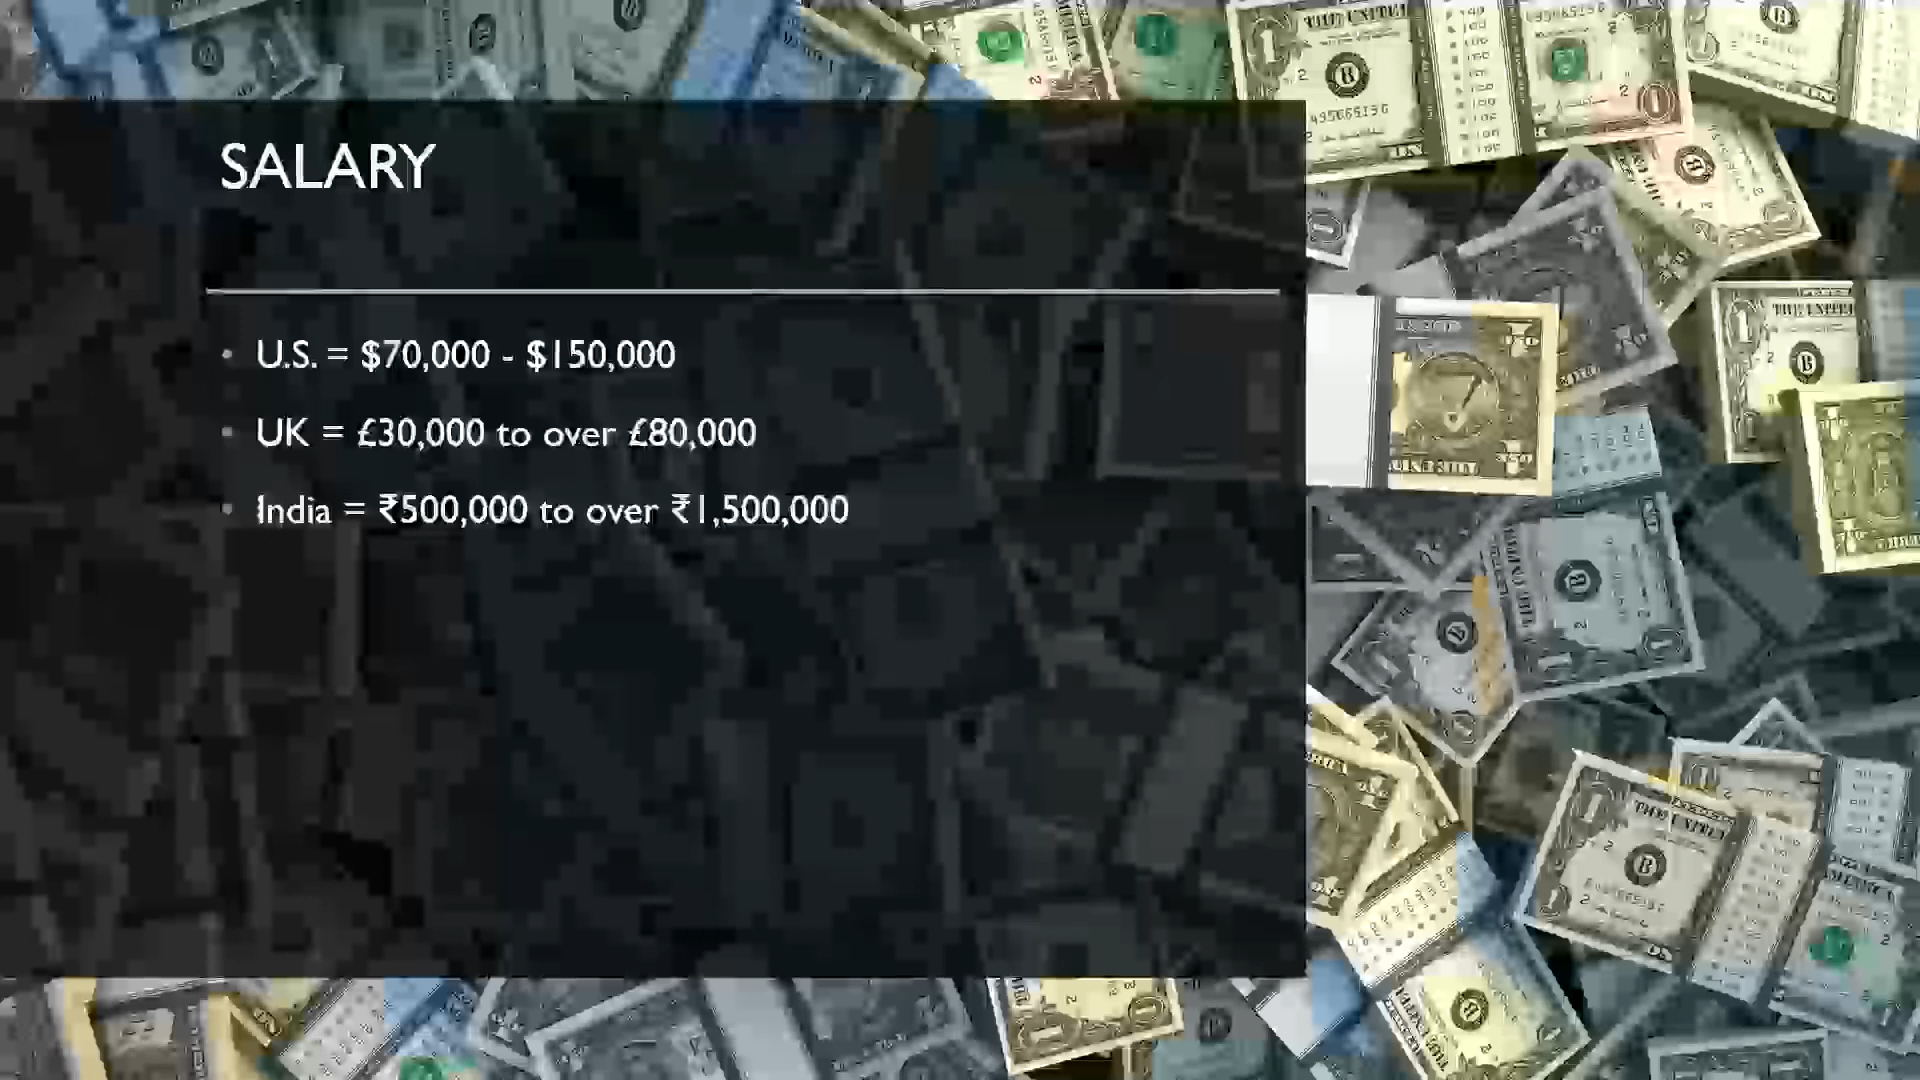 SALARY
• U.S. = $70,000 - $150,000
• UK = £30,000 to over £80,000
• India = ₹500,000 to over ₹1,500,000